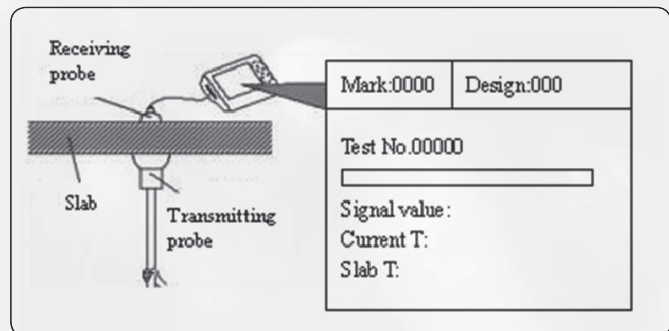 Receiving
probe
Slab
Transmitting
probe
Mark:0000
Design:000
Test No.00000
Signal value:
Current T:
Slab T: